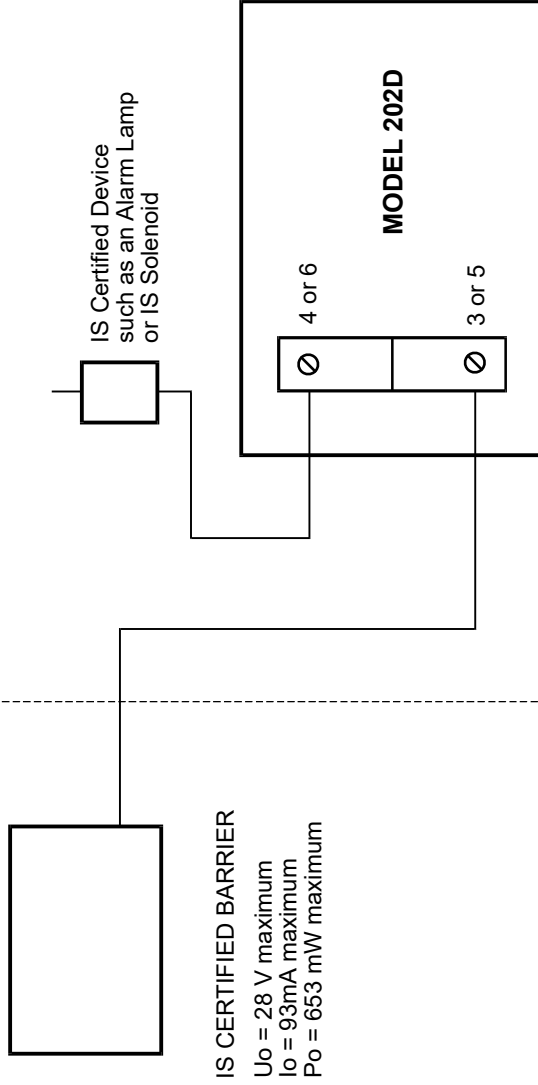 IS Certified Device
such as an Alarm Lamp
or IS Solenoid
MODEL 202D
4 or 6
3 or 5
IS CERTIFIED BARRIER
Uo = 28 V maximum
Io = 93mA maximum
Po = 653 mW maximum